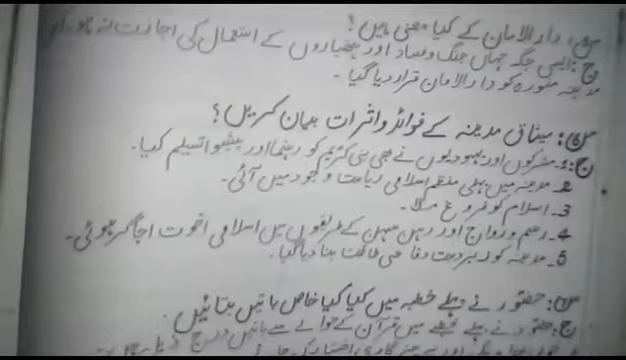 س: دارالامان کے کیا معنی ہیں؟
ج: ایسی جگہ جہاں جنگ وفساد اور ہتھیاروں کے استعمال کی اجازت نہ ہو۔
مدینہ منورہ کو دارالامان قرار دیا گیا۔
س: میثاق مدینہ کے فوائد و اثرات بیان کریں؟
ج: 1۔ مشرکوں اور یہودیوں نے بھی نبی کریم کو رہنما اور پیشوا تسلیم کیا۔
2۔ مدینہ میں پہلی منظم اسلامی ریاست وجود میں آئی۔
3۔ اسلام کو فروغ ملا۔
4۔ رسم و رواج اور رہن سہن کے طریقوں میں اسلامی اخوت اجاگر ہوئی۔
5۔ مدینہ کو زبردست دفاعی طاقت بنا دیا گیا۔
س: حضور نے پہلے خطبہ میں کیا کیا خاص باتیں بتائیں
ج: حضور نے پہلے خطبے میں قرآن کے حوالے سے باتیں درج ذیل ہیں۔